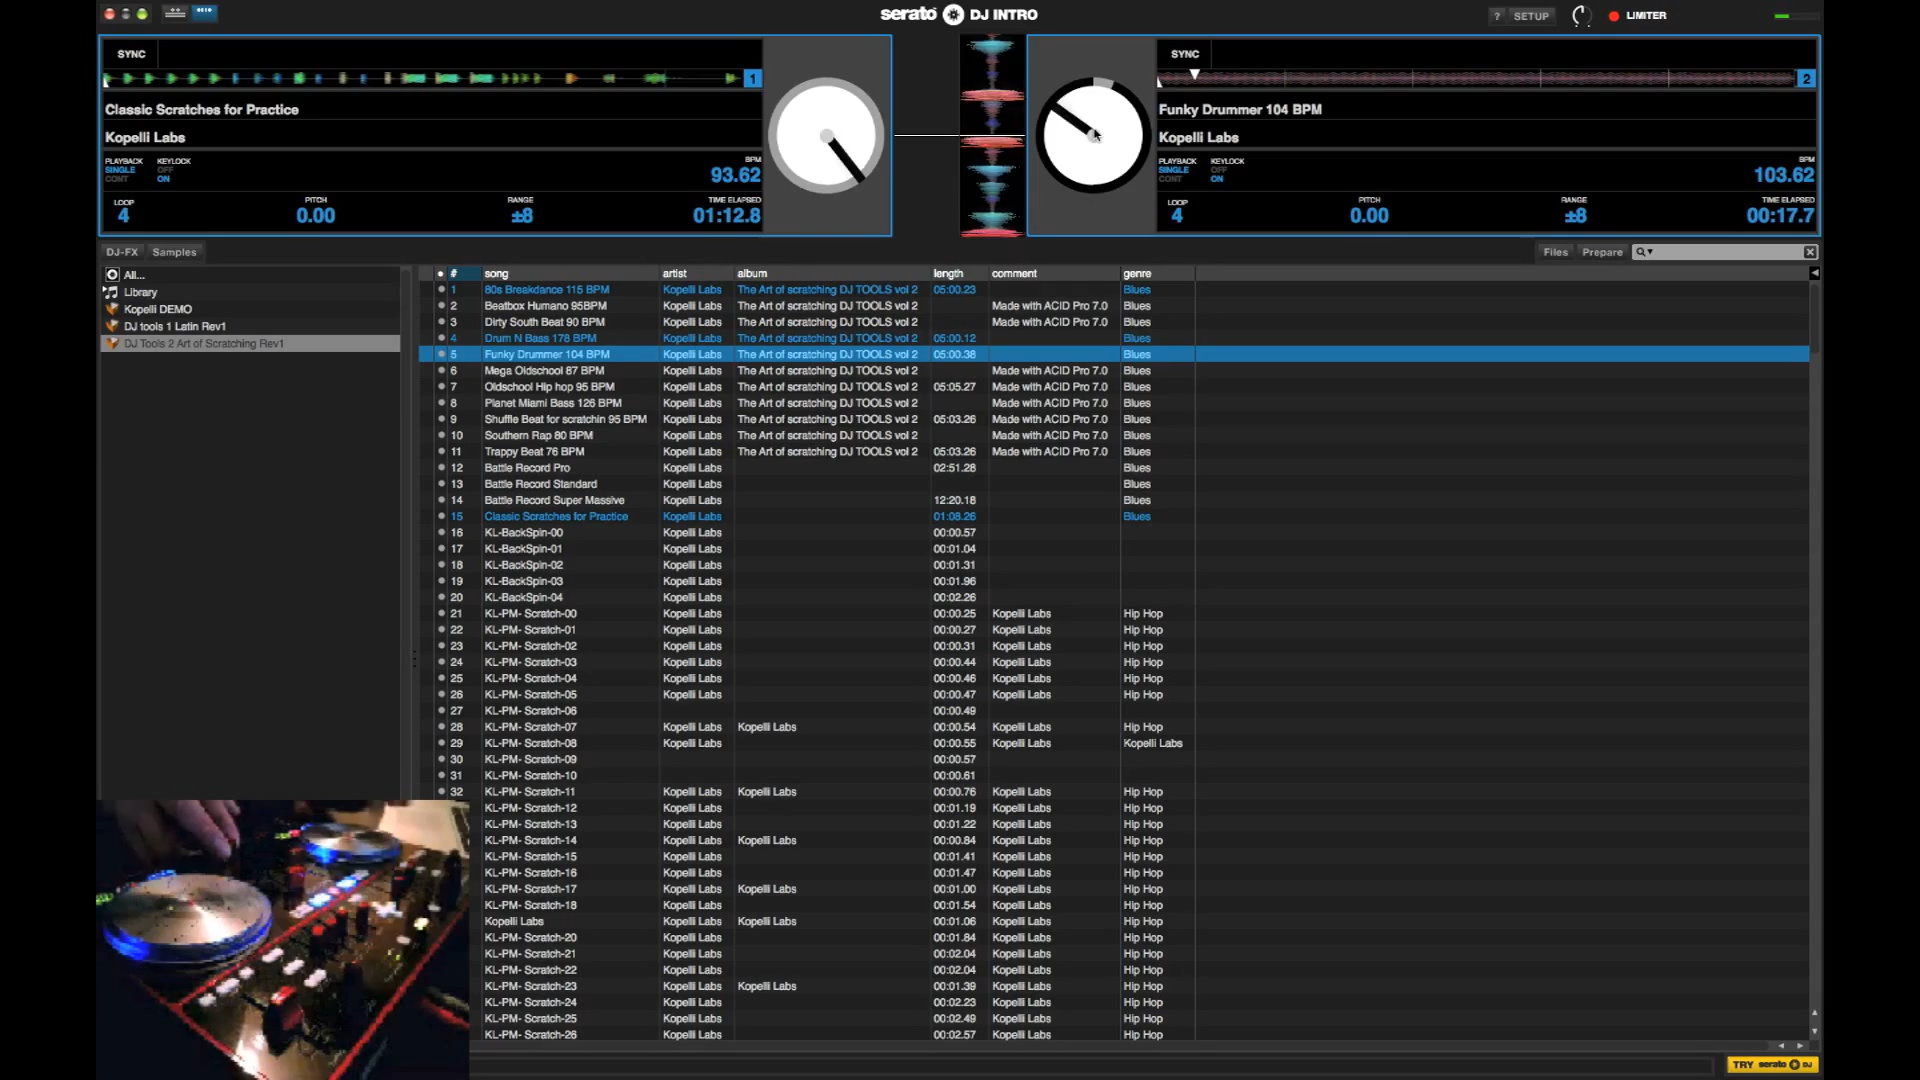 serato DJ INTRO
? SETUP LIMITER
SYNC
1
Classic Scratches for Practice
Kopelli Labs
PLAYBACK KEYLOCK BPM
SINGLE OFF 93.62
CONT ON
LOOP PITCH RANGE TIME ELAPSED
4 0.00 ±8 01:12.8
SYNC
2
Funky Drummer 104 BPM
Kopelli Labs
PLAYBACK KEYLOCK BPM
SINGLE OFF 103.62
CONT ON
LOOP PITCH RANGE TIME ELAPSED
4 0.00 ±8 00:17.7
DJ-FX Samples
Files Prepare
All...
Library
Kopelli DEMO
DJ tools 1 Latin Rev1
DJ Tools 2 Art of Scratching Rev1
# song artist album length comment genre
1 80s Breakdance 115 BPM Kopelli Labs The Art of scratching DJ TOOLS vol 2 05:00.23 Blues
2 Beatbox Humano 95BPM Kopelli Labs The Art of scratching DJ TOOLS vol 2 Made with ACID Pro 7.0 Blues
3 Dirty South Beat 90 BPM Kopelli Labs The Art of scratching DJ TOOLS vol 2 Made with ACID Pro 7.0 Blues
4 Drum N Bass 178 BPM Kopelli Labs The Art of scratching DJ TOOLS vol 2 05:00.12 Blues
5 Funky Drummer 104 BPM Kopelli Labs The Art of scratching DJ TOOLS vol 2 05:00.38 Blues
6 Mega Oldschool 87 BPM Kopelli Labs The Art of scratching DJ TOOLS vol 2 Made with ACID Pro 7.0 Blues
7 Oldschool Hip hop 95 BPM Kopelli Labs The Art of scratching DJ TOOLS vol 2 05:05.27 Made with ACID Pro 7.0 Blues
8 Planet Miami Bass 126 BPM Kopelli Labs The Art of scratching DJ TOOLS vol 2 Made with ACID Pro 7.0 Blues
9 Shuffle Beat for scratchin 95 BPM Kopelli Labs The Art of scratching DJ TOOLS vol 2 05:03.26 Made with ACID Pro 7.0 Blues
10 Southern Rap 80 BPM Kopelli Labs The Art of scratching DJ TOOLS vol 2 Made with ACID Pro 7.0 Blues
11 Trappy Beat 76 BPM Kopelli Labs The Art of scratching DJ TOOLS vol 2 05:03.26 Made with ACID Pro 7.0 Blues
12 Battle Record Pro Kopelli Labs 02:51.28 Blues
13 Battle Record Standard Kopelli Labs Blues
14 Battle Record Super Massive Kopelli Labs 12:20.18 Blues
15 Classic Scratches for Practice Kopelli Labs 01:08.26 Blues
16 KL-BackSpin-00 Kopelli Labs 00:00.57
17 KL-BackSpin-01 Kopelli Labs 00:01.04
18 KL-BackSpin-02 Kopelli Labs 00:01.31
19 KL-BackSpin-03 Kopelli Labs 00:01.96
20 KL-BackSpin-04 Kopelli Labs 00:02.26
21 KL-PM- Scratch-00 Kopelli Labs 00:00.25 Kopelli Labs Hip Hop
22 KL-PM- Scratch-01 Kopelli Labs 00:00.27 Kopelli Labs Hip Hop
23 KL-PM- Scratch-02 Kopelli Labs 00:00.31 Kopelli Labs Hip Hop
24 KL-PM- Scratch-03 Kopelli Labs 00:00.44 Kopelli Labs Hip Hop
25 KL-PM- Scratch-04 Kopelli Labs 00:00.46 Kopelli Labs Hip Hop
26 KL-PM- Scratch-05 Kopelli Labs 00:00.47 Kopelli Labs Hip Hop
27 KL-PM- Scratch-06 00:00.49
28 KL-PM- Scratch-07 Kopelli Labs Kopelli Labs 00:00.54 Kopelli Labs Hip Hop
29 KL-PM- Scratch-08 Kopelli Labs 00:00.55 Kopelli Labs Kopelli Labs
30 KL-PM- Scratch-09 00:00.57
31 KL-PM- Scratch-10 00:00.61
32 KL-PM- Scratch-11 Kopelli Labs Kopelli Labs 00:00.76 Kopelli Labs Hip Hop
KL-PM- Scratch-12 Kopelli Labs 00:01.19 Kopelli Labs Hip Hop
KL-PM- Scratch-13 Kopelli Labs 00:01.22 Kopelli Labs Hip Hop
KL-PM- Scratch-14 Kopelli Labs Kopelli Labs 00:00.84 Kopelli Labs Hip Hop
KL-PM- Scratch-15 Kopelli Labs 00:01.41 Kopelli Labs Hip Hop
KL-PM- Scratch-16 Kopelli Labs 00:01.47 Kopelli Labs Hip Hop
KL-PM- Scratch-17 Kopelli Labs Kopelli Labs 00:01.00 Kopelli Labs Hip Hop
KL-PM- Scratch-18 Kopelli Labs 00:01.54 Kopelli Labs Hip Hop
Kopelli Labs Kopelli Labs Kopelli Labs 00:01.06 Kopelli Labs Hip Hop
KL-PM- Scratch-20 Kopelli Labs 00:01.84 Kopelli Labs Hip Hop
KL-PM- Scratch-21 Kopelli Labs 00:02.04 Kopelli Labs Hip Hop
KL-PM- Scratch-22 Kopelli Labs 00:02.04 Kopelli Labs Hip Hop
KL-PM- Scratch-23 Kopelli Labs Kopelli Labs 00:01.39 Kopelli Labs Hip Hop
KL-PM- Scratch-24 Kopelli Labs 00:02.23 Kopelli Labs Hip Hop
KL-PM- Scratch-25 Kopelli Labs 00:02.49 Kopelli Labs Hip Hop
KL-PM- Scratch-26 Kopelli Labs 00:02.57 Kopelli Labs Hip Hop
TRY serato DJ